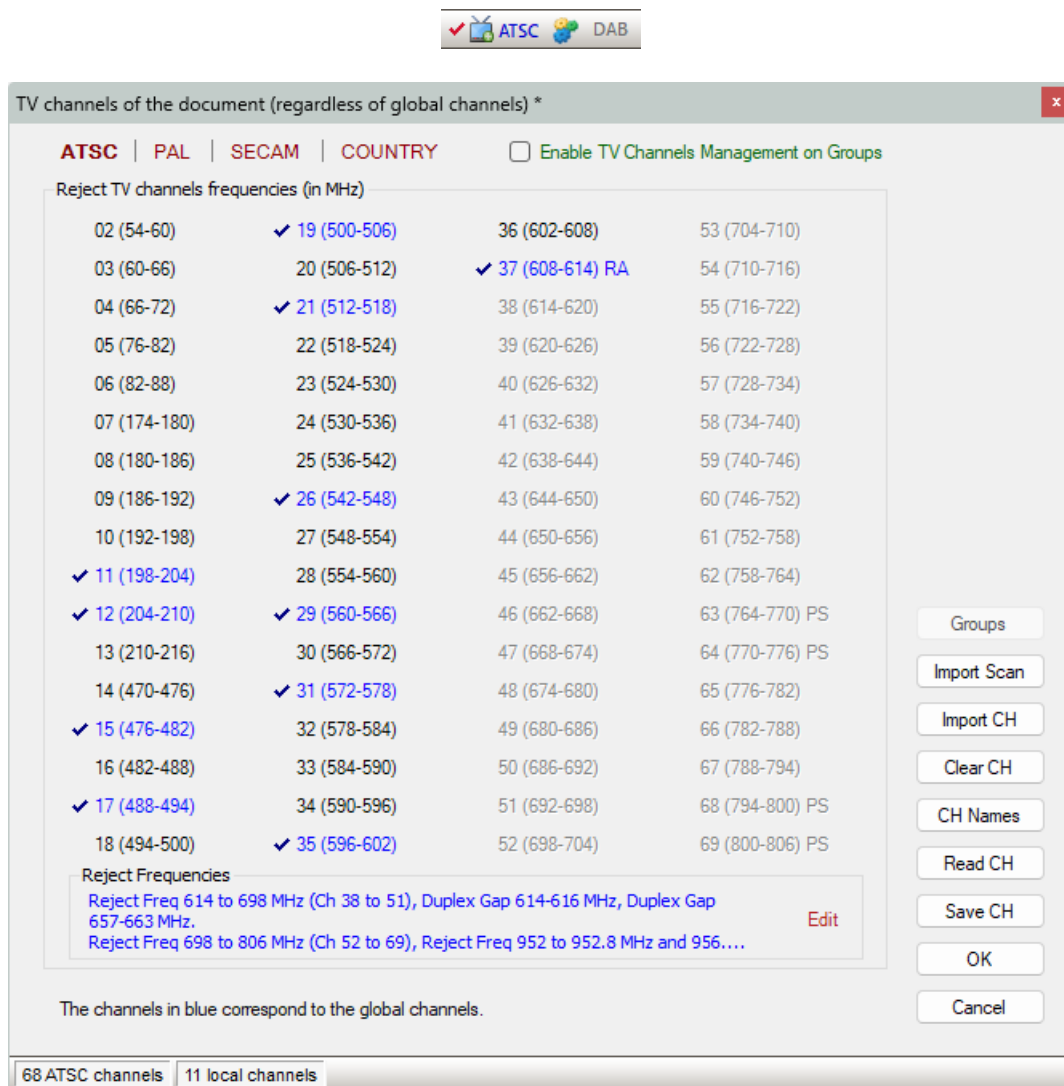 ATSC DAB
TV channels of the document (regardless of global channels) *
x
ATSC | PAL | SECAM | COUNTRY Enable TV Channels Management on Groups
Reject TV channels frequencies (in MHz)
02 (54-60) 19 (500-506) 36 (602-608) 53 (704-710)
03 (60-66) 20 (506-512) 37 (608-614) RA 54 (710-716)
04 (66-72) 21 (512-518) 38 (614-620) 55 (716-722)
05 (76-82) 22 (518-524) 39 (620-626) 56 (722-728)
06 (82-88) 23 (524-530) 40 (626-632) 57 (728-734)
07 (174-180) 24 (530-536) 41 (632-638) 58 (734-740)
08 (180-186) 25 (536-542) 42 (638-644) 59 (740-746)
09 (186-192) 26 (542-548) 43 (644-650) 60 (746-752)
10 (192-198) 27 (548-554) 44 (650-656) 61 (752-758)
11 (198-204) 28 (554-560) 45 (656-662) 62 (758-764)
12 (204-210) 29 (560-566) 46 (662-668) 63 (764-770) PS
13 (210-216) 30 (566-572) 47 (668-674) 64 (770-776) PS
14 (470-476) 31 (572-578) 48 (674-680) 65 (776-782)
15 (476-482) 32 (578-584) 49 (680-686) 66 (782-788)
16 (482-488) 33 (584-590) 50 (686-692) 67 (788-794)
17 (488-494) 34 (590-596) 51 (692-698) 68 (794-800) PS
18 (494-500) 35 (596-602) 52 (698-704) 69 (800-806) PS
Reject Frequencies
Reject Freq 614 to 698 MHz (Ch 38 to 51), Duplex Gap 614-616 MHz, Duplex Gap
657-663 MHz.
Reject Freq 698 to 806 MHz (Ch 52 to 69), Reject Freq 952 to 952.8 MHz and 956....
Edit
Groups
Import Scan
Import CH
Clear CH
CH Names
Read CH
Save CH
OK
Cancel
The channels in blue correspond to the global channels.
68 ATSC channels 11 local channels